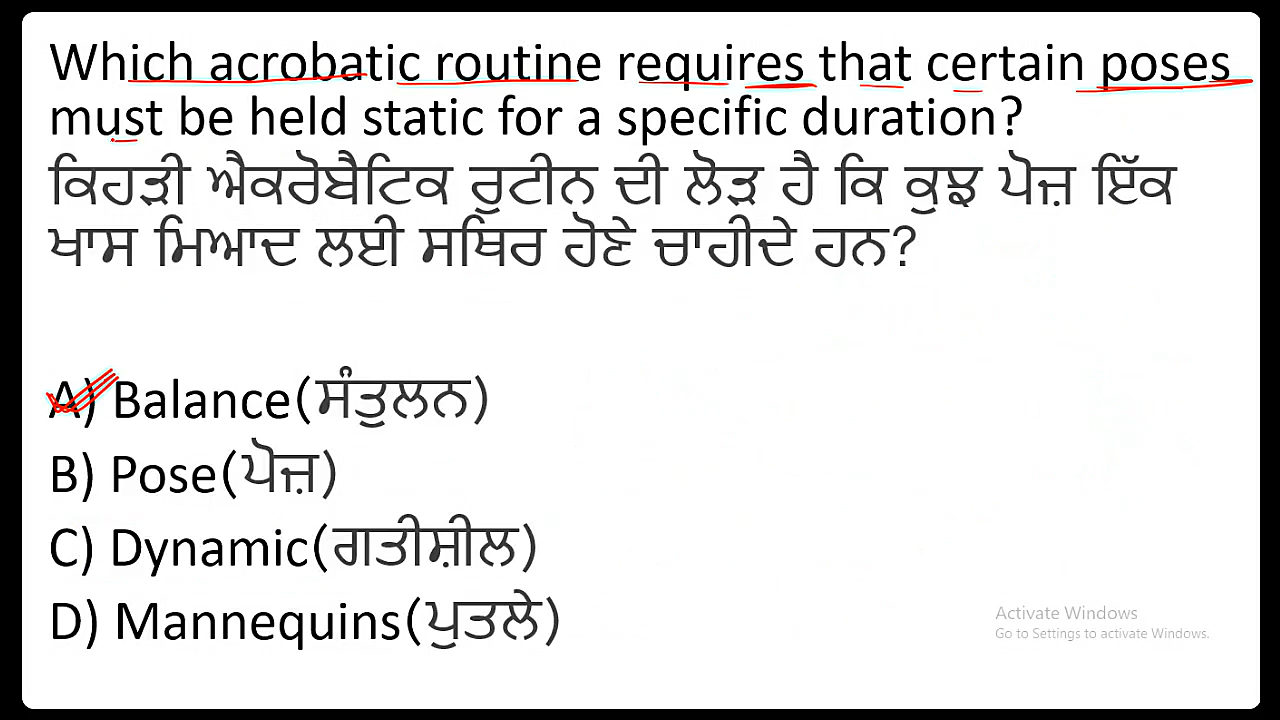 Which acrobatic routine requires that certain poses
must be held static for a specific duration?
ਕਿਹੜੀ ਐਕਰੋਬੈਟਿਕ ਰੁਟੀਨ ਦੀ ਲੋੜ ਹੈ ਕਿ ਕੁਝ ਪੋਜ਼ ਇੱਕ
ਖਾਸ ਮਿਆਦ ਲਈ ਸਥਿਰ ਹੋਣੇ ਚਾਹੀਦੇ ਹਨ?
A) Balance(ਸੰਤੁਲਨ)
B) Pose(ਪੋਜ਼)
C) Dynamic(ਗਤੀਸ਼ੀਲ)
D) Mannequins(ਪੁਤਲੇ)
Activate Windows
Go to Settings to activate Windows.